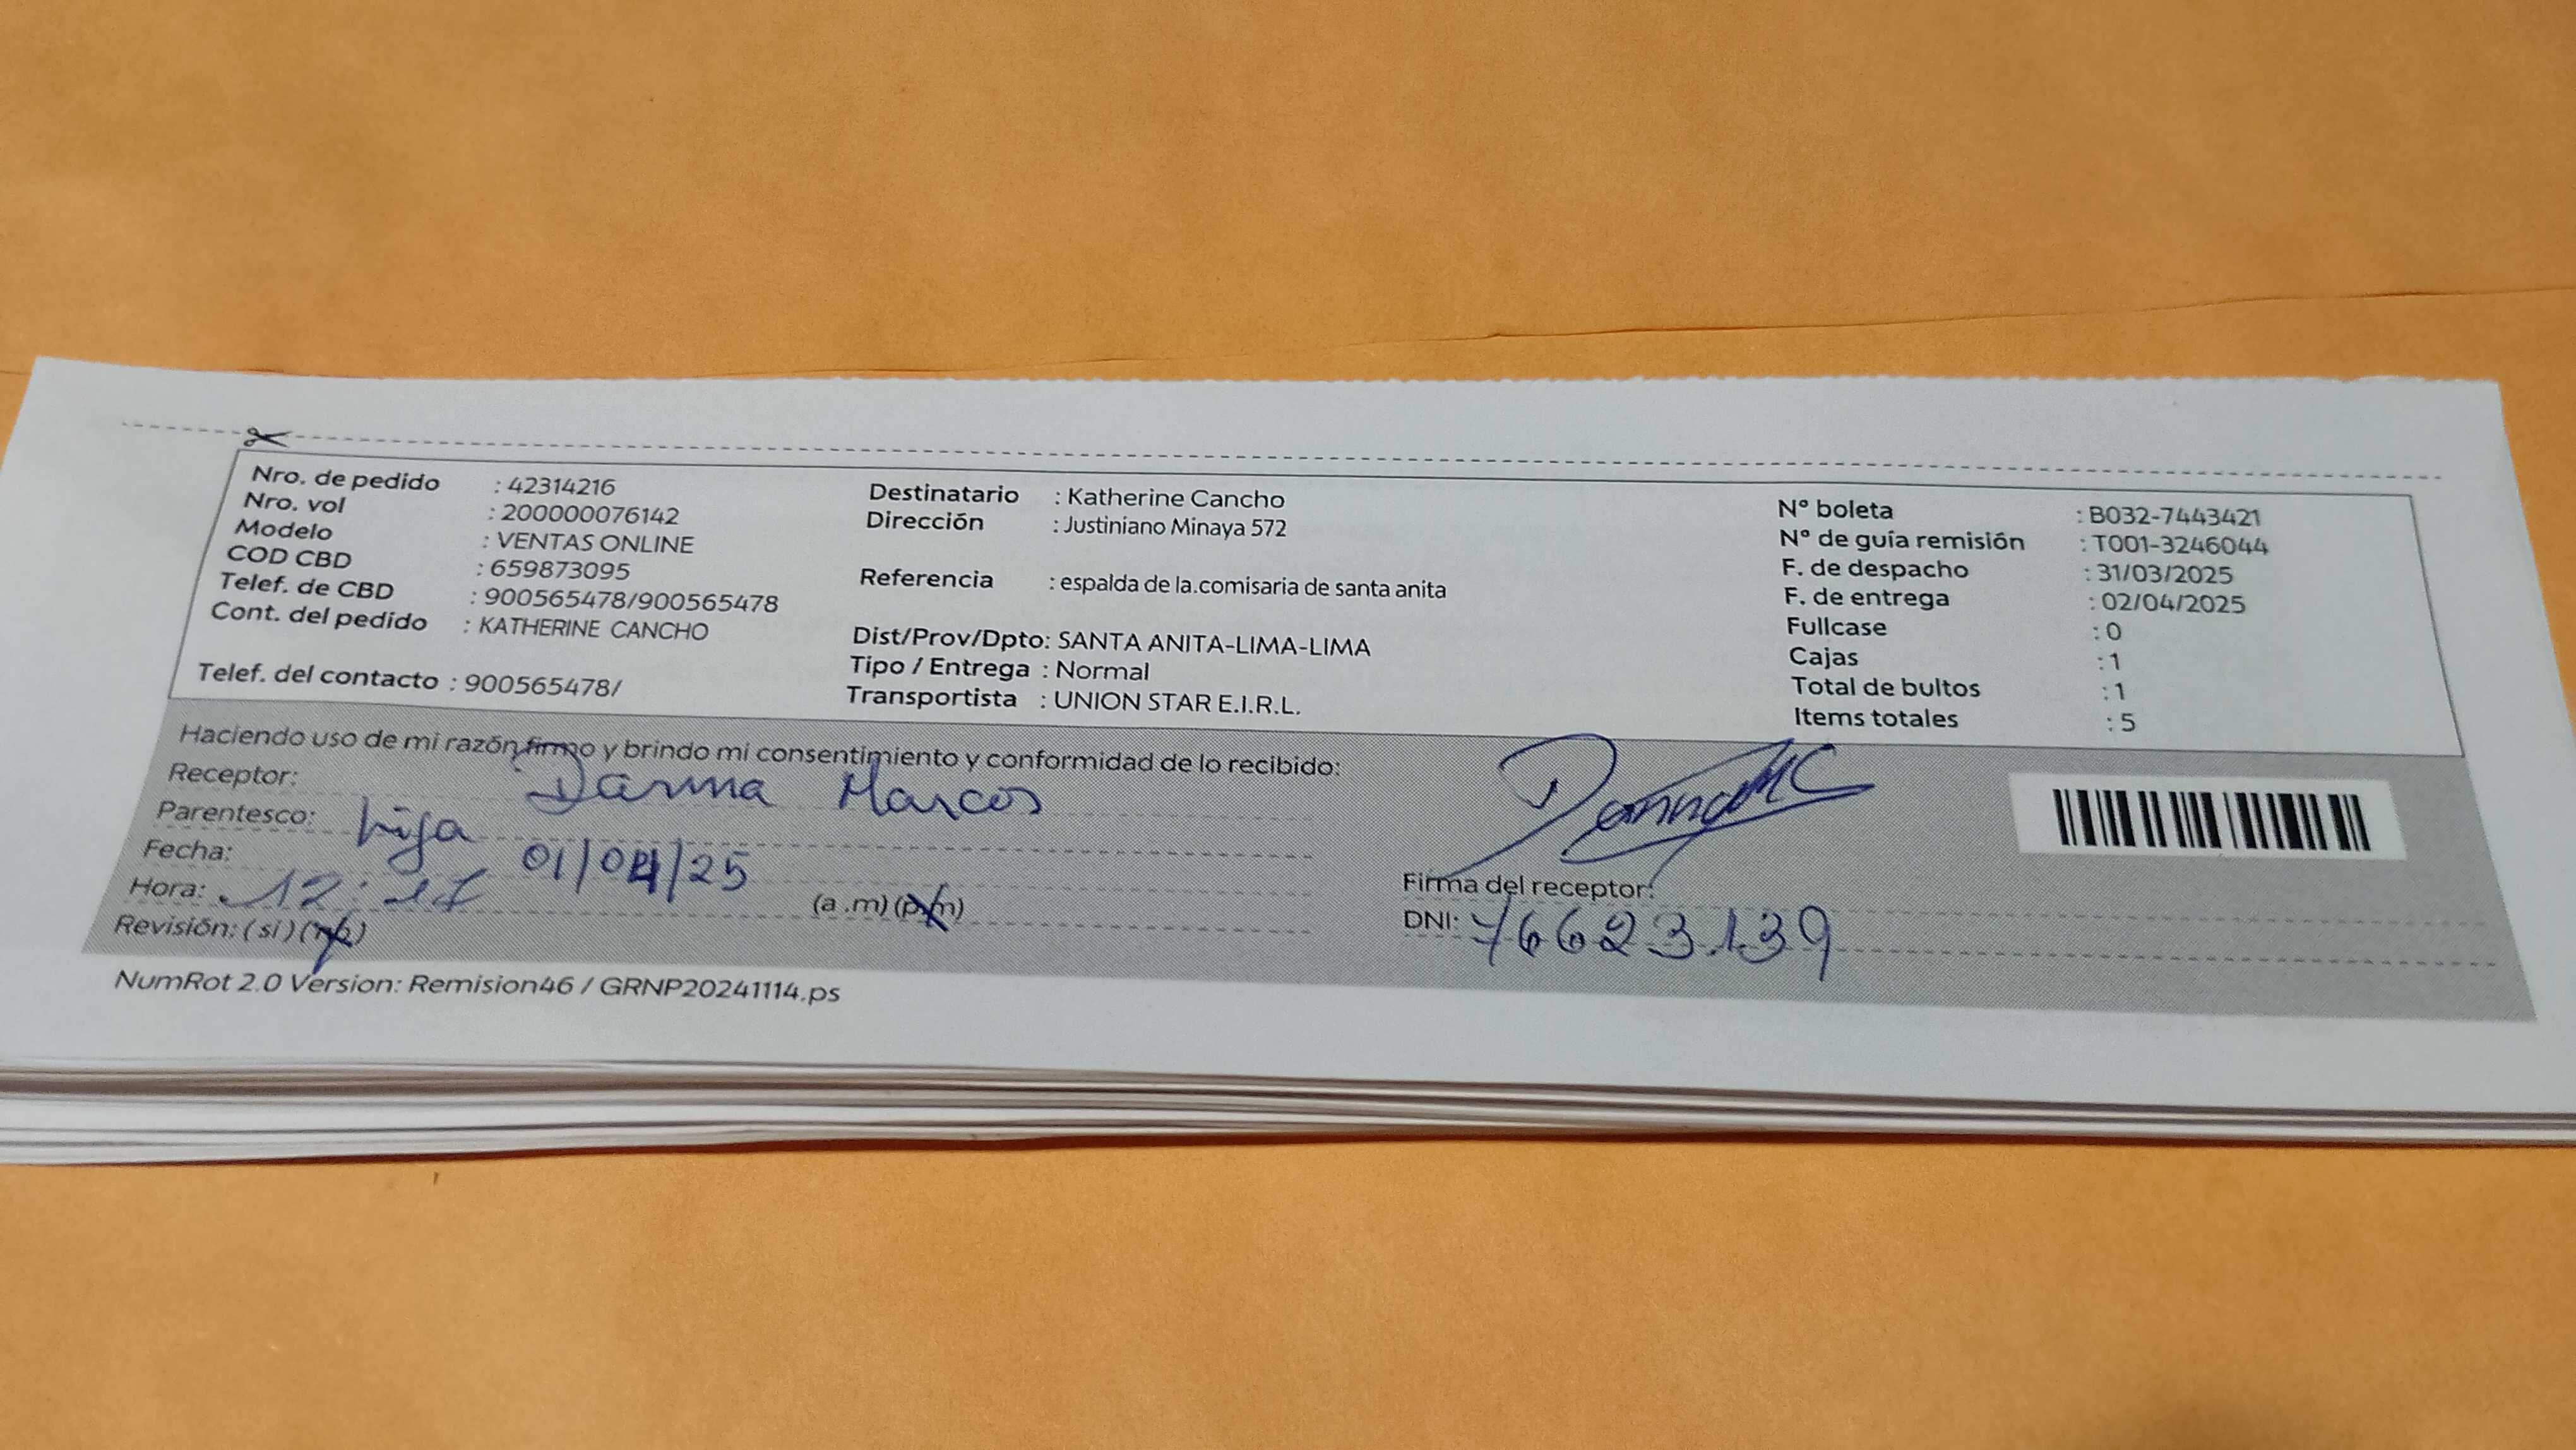 Nro. de pedido : 42314216
Nro. vol : 200000076142
Modelo : VENTAS ONLINE
COD CBD : 659873095
Telef. de CBD : 900565478/900565478
Cont. del pedido : KATHERINE CANCHO
Telef. del contacto : 900565478/
Destinatario : Katherine Cancho
Dirección : Justiniano Minaya 572
Referencia : espalda de la.comisaria de santa anita
Dist/Prov/Dpto: SANTA ANITA-LIMA-LIMA
Tipo / Entrega : Normal
Transportista : UNION STAR E.I.R.L.
N° boleta : B032-7443421
N° de guía remisión : T001-3246044
F. de despacho : 31/03/2025
F. de entrega : 02/04/2025
Fullcase : 0
Cajas : 1
Total de bultos : 1
Items totales : 5
Haciendo uso de mi razón,firmo y brindo mi consentimiento y conformidad de lo recibido:
Receptor: Danna Marcos
Parentesco: hija
Fecha: 01/04/25
Hora: 12: (a .m) (p.m)
Revisión: (si) (no)
Firma del receptor:
DNI: 76623139
NumRot 2.0 Version: Remision46 / GRNP20241114.ps